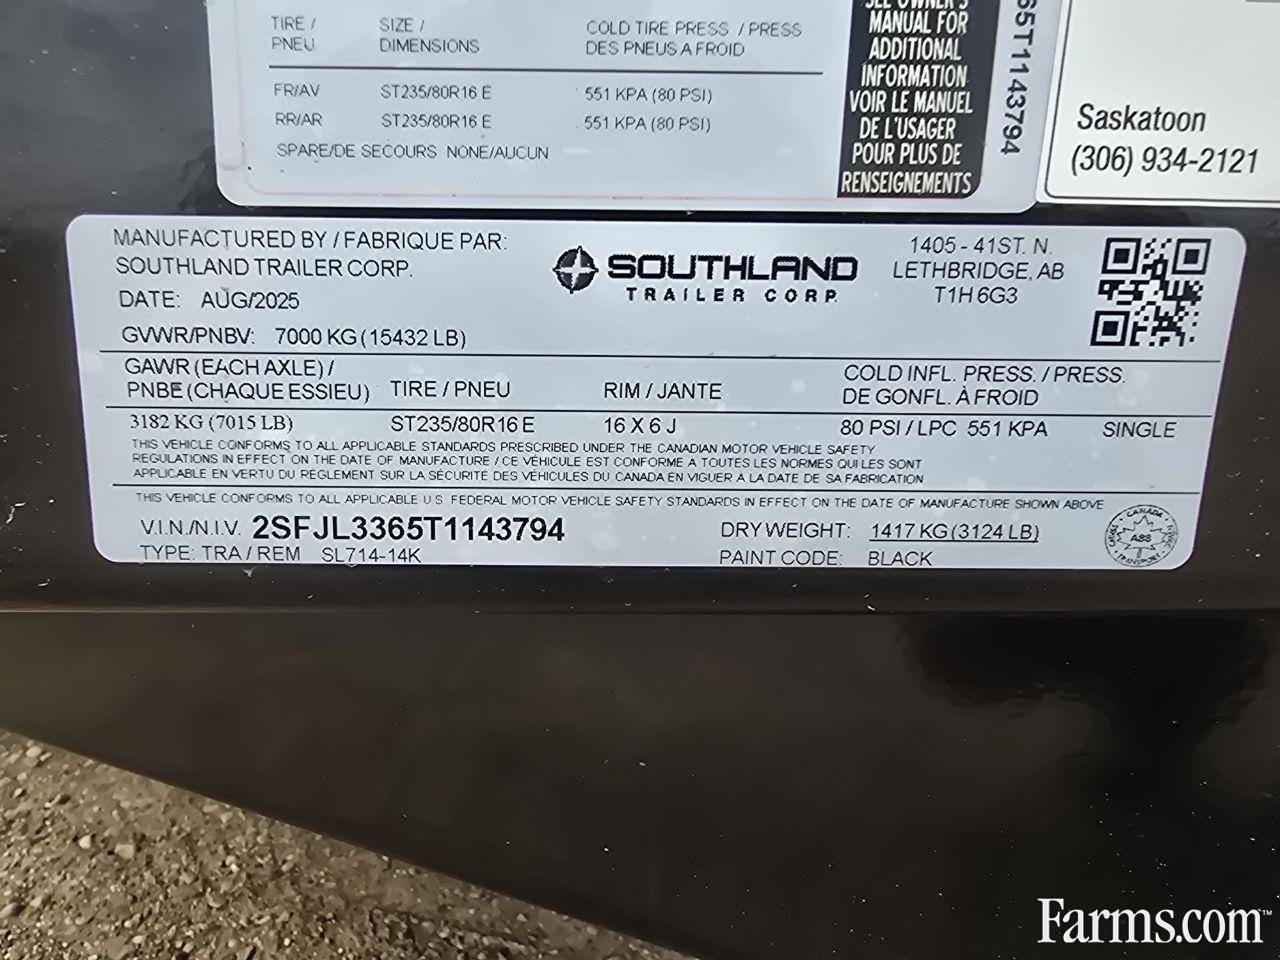 TIRE / SIZE / COLD TIRE PRESS / PRESS
PNEU DIMENSIONS DES PNEUS A FROID
FR/AV ST235/80R16 E 551 KPA (80 PSI)
RR/AR ST235/80R16 E 551 KPA (80 PSI)
SPARE/DE SECOURS NONE/AUCUN
SEE OWNER'S
MANUAL FOR
ADDITIONAL
INFORMATION
VOIR LE MANUEL
DE L'USAGER
POUR PLUS DE
RENSEIGNEMENTS
65T1143794
Saskatoon
(306) 934-2121
MANUFACTURED BY / FABRIQUE PAR:
SOUTHLAND TRAILER CORP.
DATE: AUG/2025
GVWR/PNBV: 7000 KG (15432 LB)
SOUTHLAND
TRAILER CORP.
1405 - 41ST. N.
LETHBRIDGE, AB
T1H 6G3
GAWR (EACH AXLE) /
PNBE (CHAQUE ESSIEU) TIRE / PNEU RIM / JANTE COLD INFL. PRESS. / PRESS.
DE GONFL. À FROID
3182 KG (7015 LB) ST235/80R16 E 16 X 6 J 80 PSI / LPC 551 KPA SINGLE
THIS VEHICLE CONFORMS TO ALL APPLICABLE STANDARDS PRESCRIBED UNDER THE CANADIAN MOTOR VEHICLE SAFETY
REGULATIONS IN EFFECT ON THE DATE OF MANUFACTURE / CE VÉHICULE EST CONFORME A TOUTES LES NORMES QUI LES SONT
APPLICABLE EN VERTU DU RÈGLEMENT SUR LA SÉCURITÉ DES VÉHICULES DU CANADA EN VIGUER A LA DATE DE SA FABRICATION
THIS VEHICLE CONFORMS TO ALL APPLICABLE U.S. FEDERAL MOTOR VEHICLE SAFETY STANDARDS IN EFFECT ON THE DATE OF MANUFACTURE SHOWN ABOVE
V.I.N./N.I.V. 2SFJL3365T1143794 DRY WEIGHT: 1417 KG (3124 LB)
TYPE: TRA / REM SL714-14K PAINT CODE: BLACK
CANADA
TRANSPORT
Farms.com™